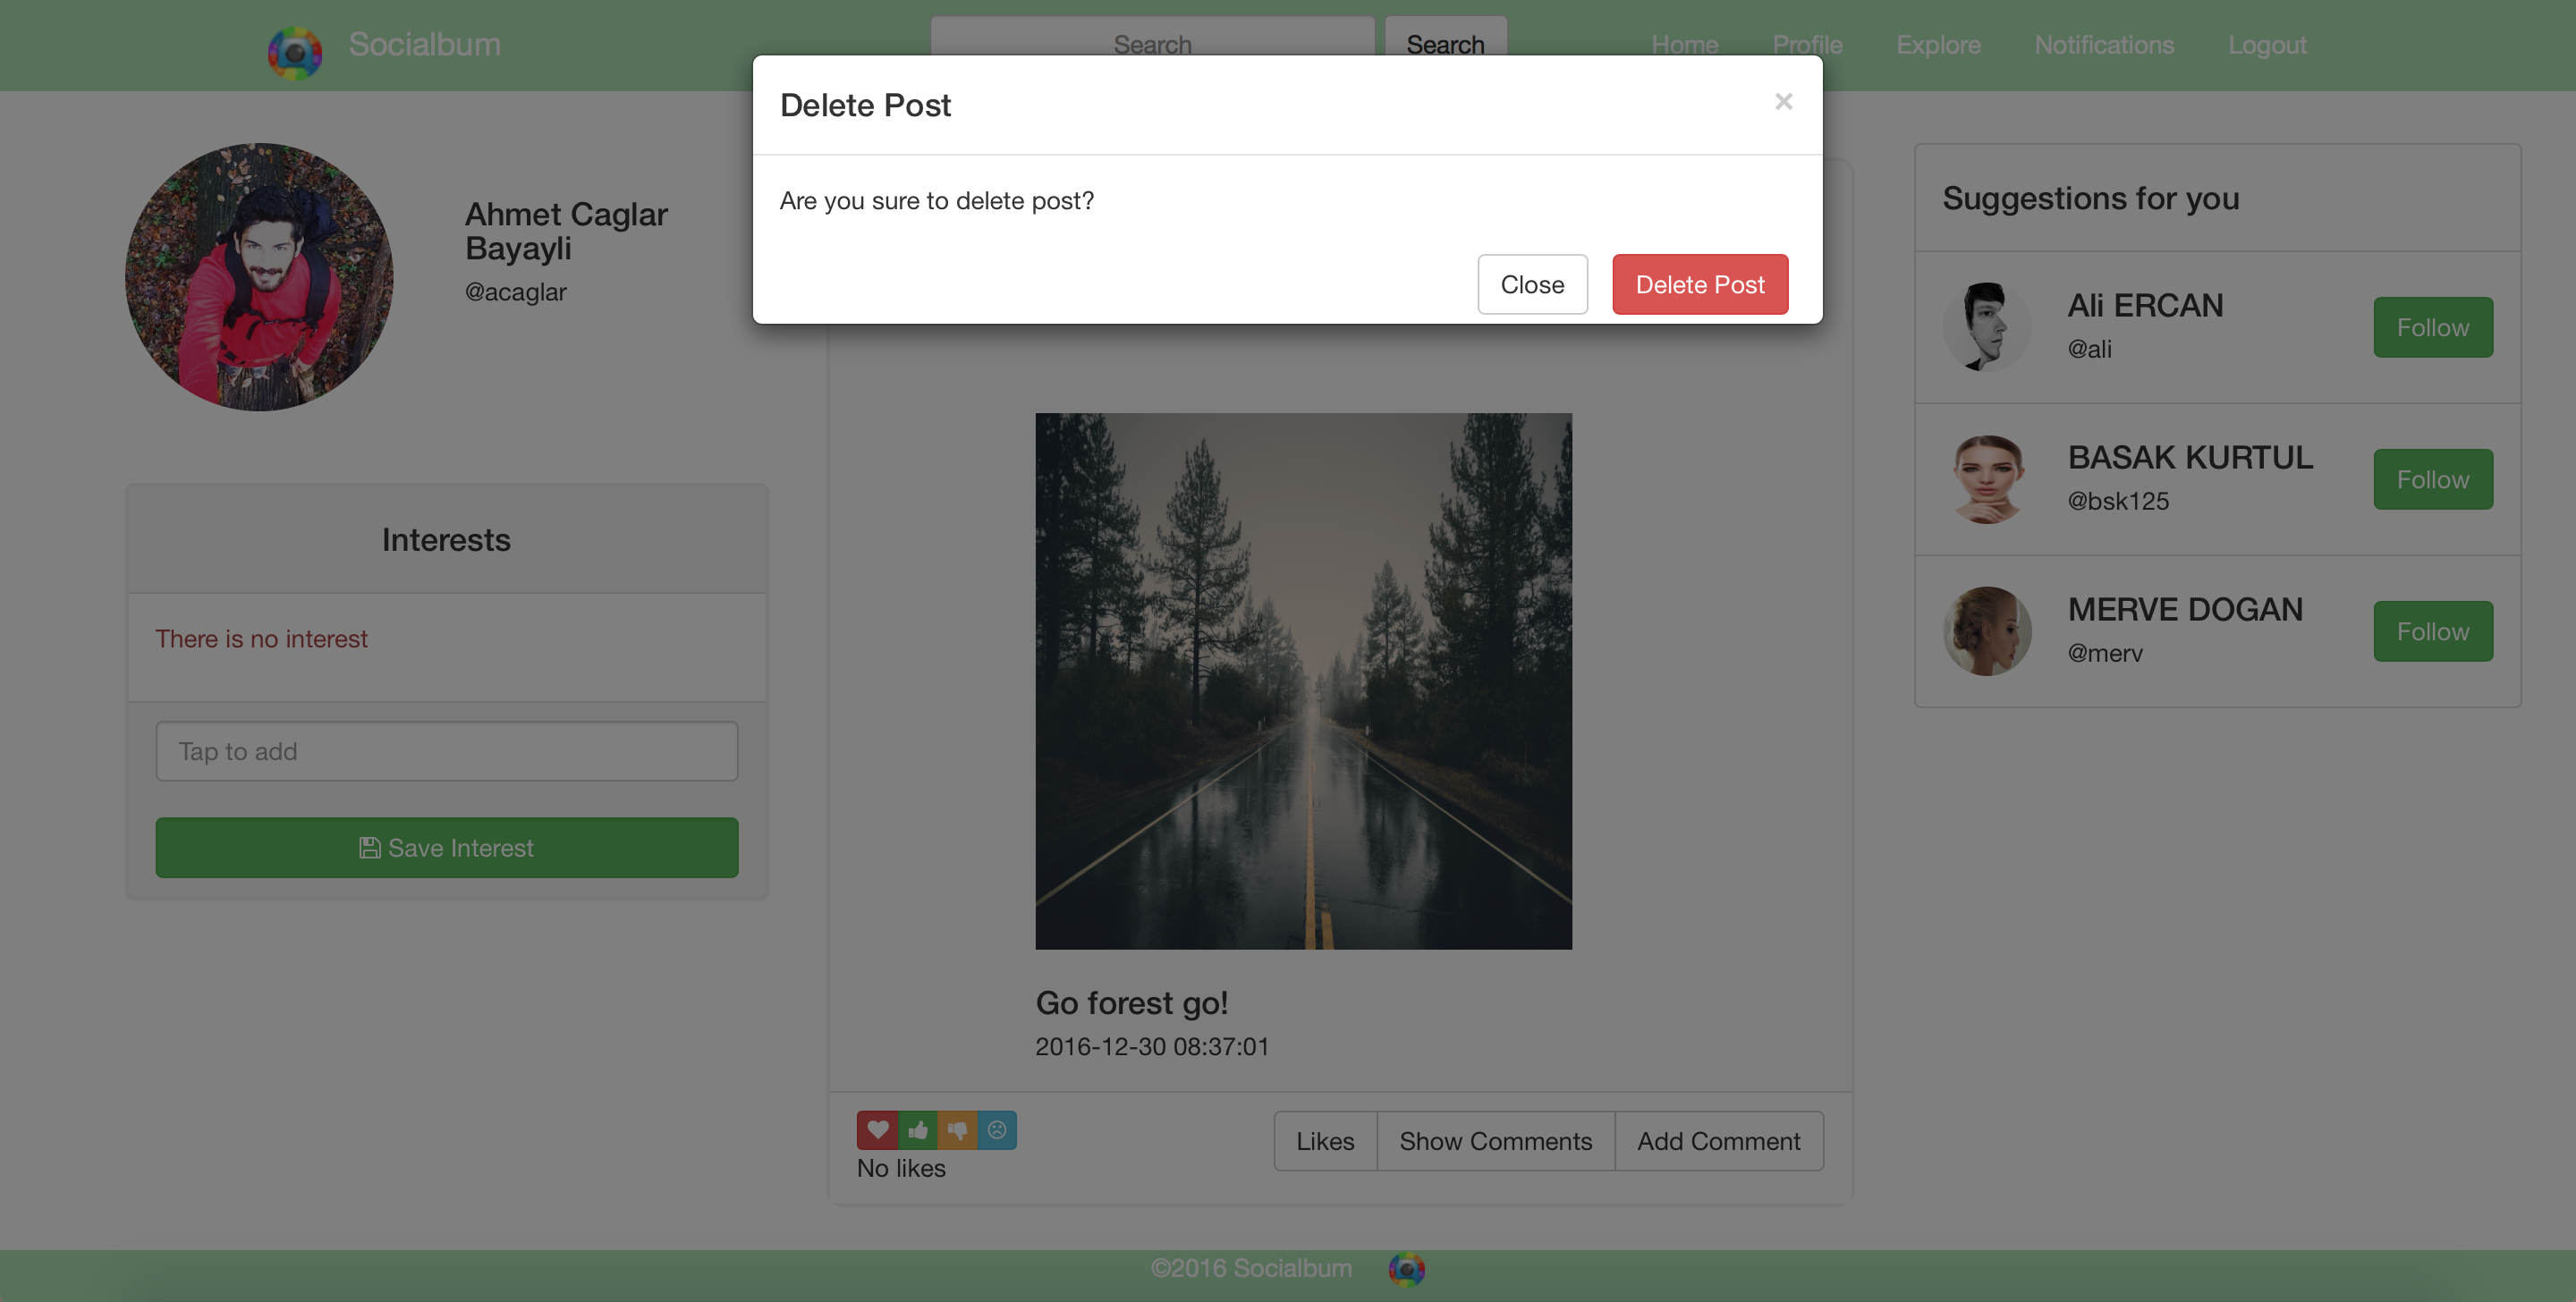 Socialbum
Search
Search
Home
Profile
Explore
Notifications
Logout
Delete Post
×
Are you sure to delete post?
Close
Delete Post
Ahmet Caglar
Bayayli
@acaglar
Interests
There is no interest
Tap to add
Save Interest
Go forest go!
2016-12-30 08:37:01
No likes
Likes
Show Comments
Add Comment
Suggestions for you
Ali ERCAN
@ali
Follow
BASAK KURTUL
@bsk125
Follow
MERVE DOGAN
@merv
Follow
©2016 Socialbum